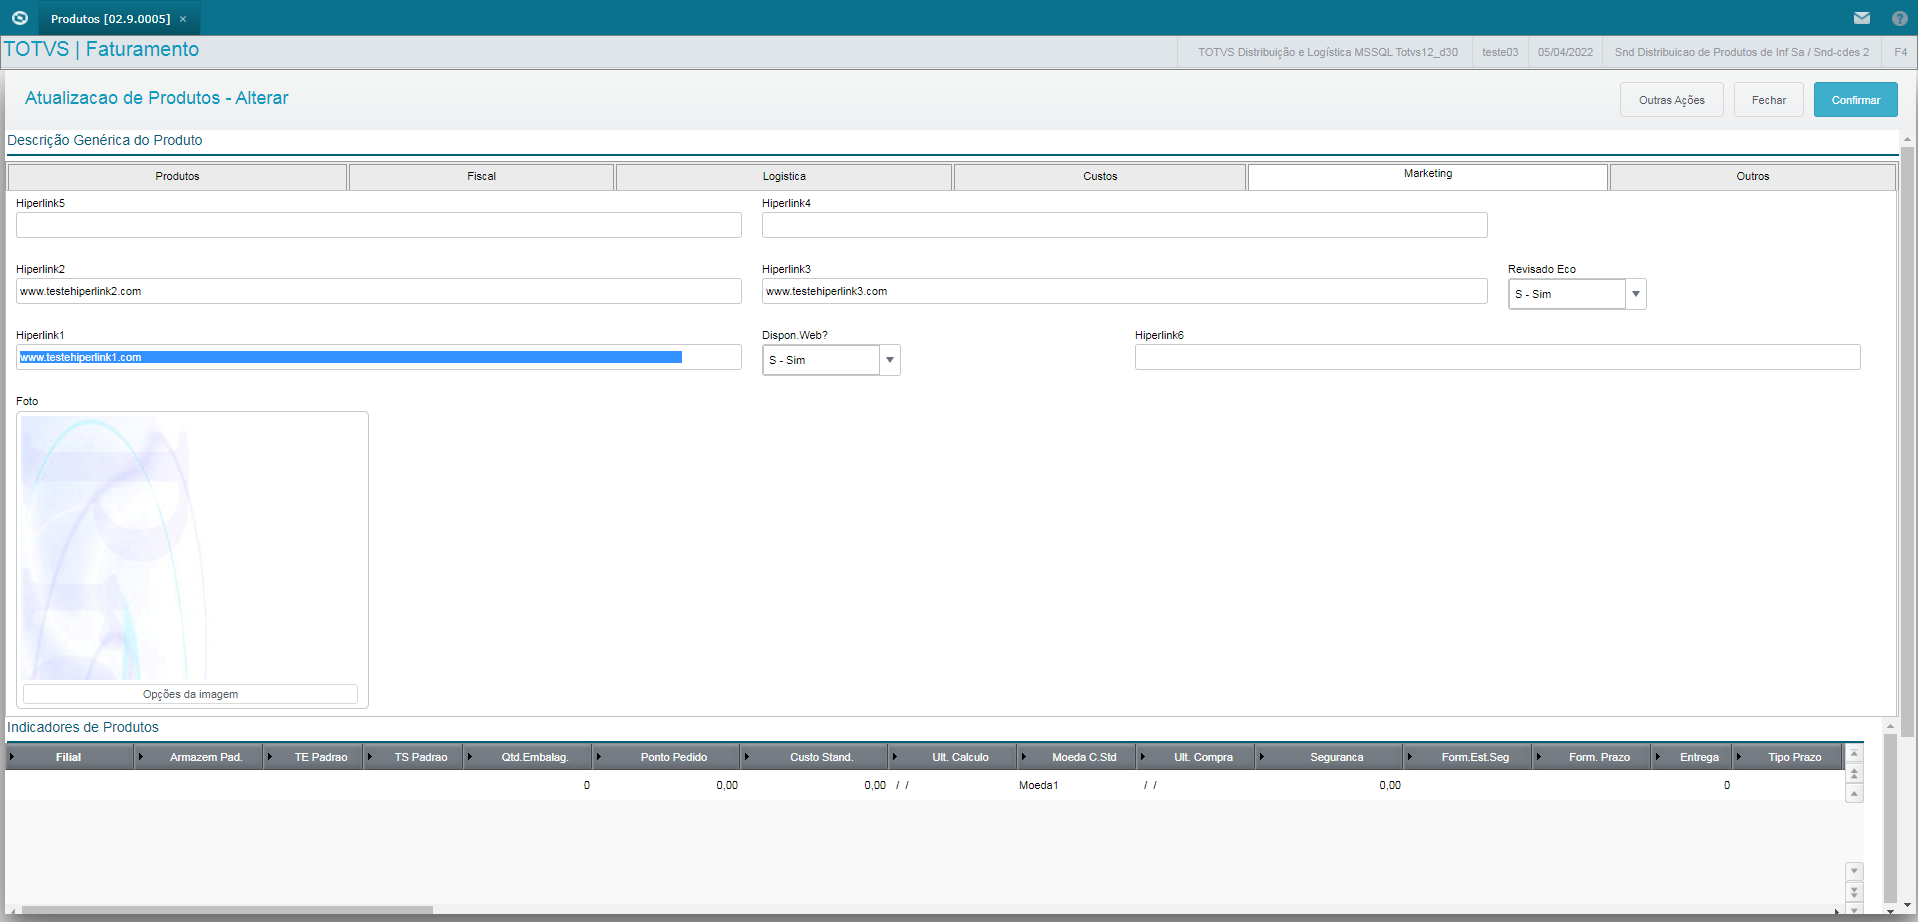 Produtos [02.9.0005] ×
TOTVS | Faturamento
TOTVS Distribuição e Logística MSSQL Totvs12_d30
teste03
05/04/2022
Snd Distribuicao de Produtos de Inf Sa / Snd-cdes 2
F4
Atualizacao de Produtos - Alterar
Outras Ações
Fechar
Confirmar
Descrição Genérica do Produto
Produtos
Fiscal
Logistica
Custos
Marketing
Outros
Hiperlink5
Hiperlink4
Hiperlink2
Hiperlink3
Revisado Eco
www.testehiperlink2.com
www.testehiperlink3.com
S - Sim
Hiperlink1
Dispon.Web?
Hiperlink6
www.testehiperlink1.com
S - Sim
Foto
Opções da imagem
Indicadores de Produtos
Filial
Armazem Pad.
TE Padrao
TS Padrao
Qtd.Embalag.
Ponto Pedido
Custo Stand.
Ult. Calculo
Moeda C.Std
Ult. Compra
Seguranca
Form.Est.Seg
Form. Prazo
Entrega
Tipo Prazo
0
0,00
0,00
/ /
Moeda1
/ /
0,00
0